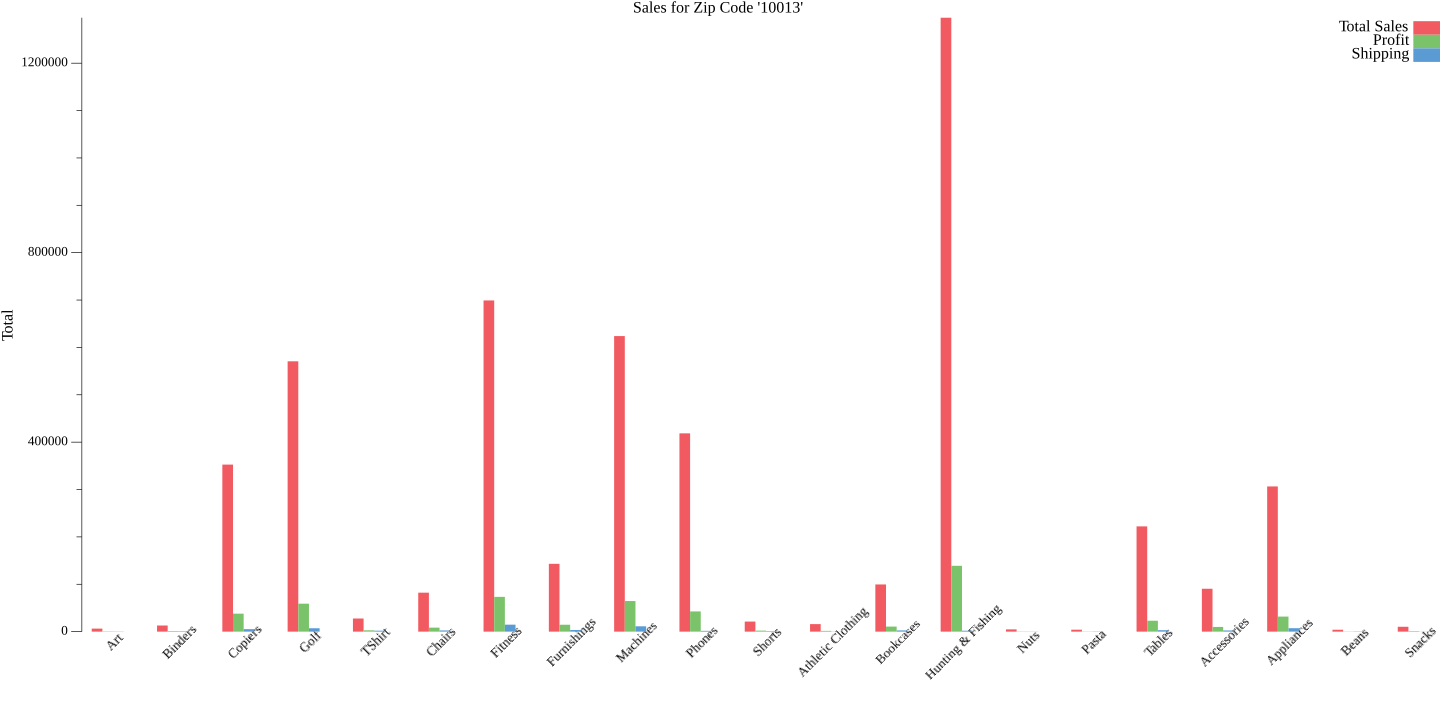 Sales for Zip Code '10013'
Total Sales
Profit
Shipping
1200000
800000
400000
0
Total
Art
Binders
Copiers
Golf
TShirt
Chairs
Fitness
Furnishings
Machines
Phones
Shorts
Athletic Clothing
Bookcases
Hunting & Fishing
Nuts
Pasta
Tables
Accessories
Appliances
Beans
Snacks